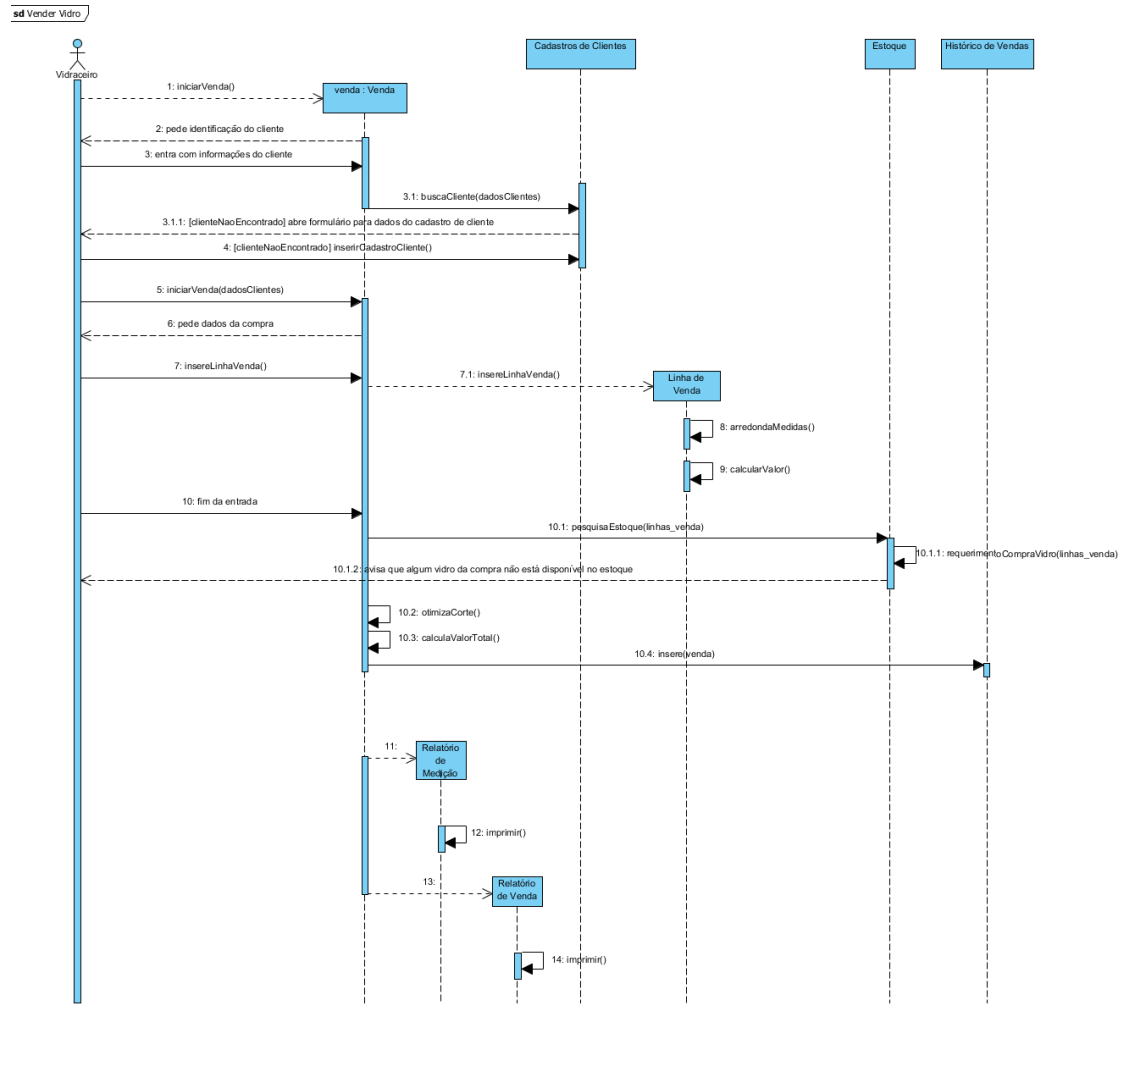 sd Vender Vidro
Vidraceiro
Cadastros de Clientes
Estoque
Histórico de Vendas
1: iniciarVenda()
venda : Venda
2: pede identificação do cliente
3: entra com informações do cliente
3.1: buscaCliente(dadosClientes)
3.1.1: [clienteNaoEncontrado] abre formulário para dados do cadastro de cliente
4: [clienteNaoEncontrado] inserirCadastroCliente()
5: iniciarVenda(dadosClientes)
6: pede dados da compra
7: insereLinhaVenda()
7.1: insereLinhaVenda()
Linha de
Venda
8: arredondaMedidas()
9: calcularValor()
10: fim da entrada
10.1: pesquisaEstoque(linhas_venda)
10.1.1: requerimentoCompraVidro(linhas_venda)
10.1.2: avisa que algum vidro da compra não está disponível no estoque
10.2: otimizaCorte()
10.3: calculaValorTotal()
10.4: insere(venda)
11:
Relatório
de
Medição
12: imprimir()
13:
Relatório
de Venda
14: imprimir()